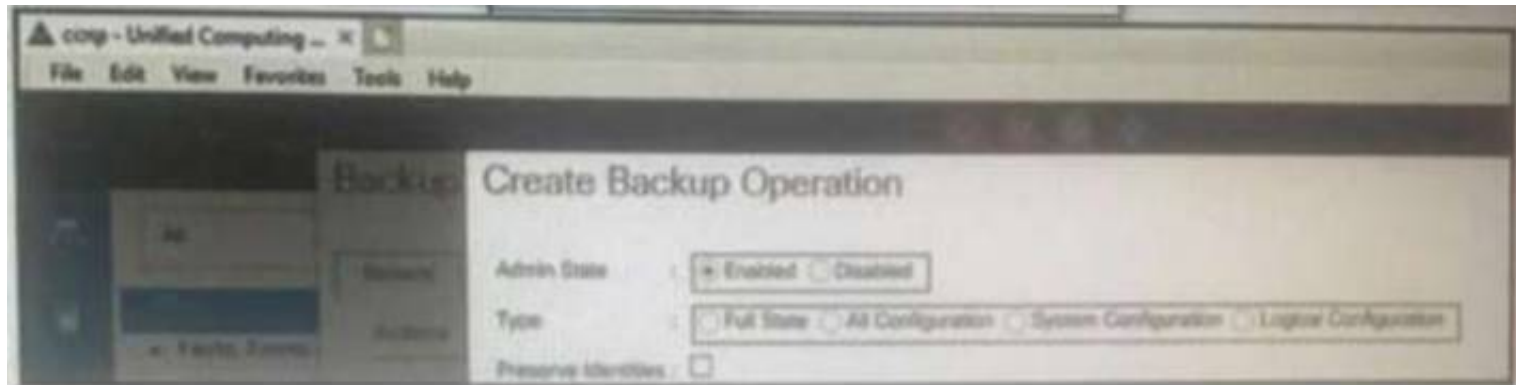 - Unified Computing ...
File Edit View Favorites Tools Help
Backup
Create Backup Operation
All
General
Admin State : Enabled Disabled
Actions
Type : Full State All Configuration System Configuration Logical Configuration
Preserve Identities :